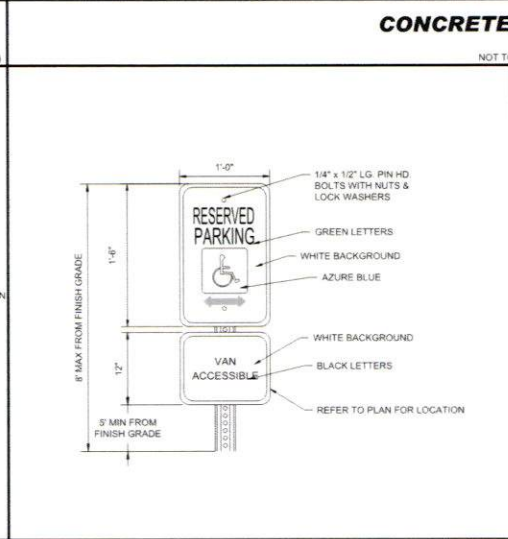 CONCRETE
NOT
1'-0"
1/4" x 1/2" LG. PIN HD.
BOLTS WITH NUTS &
LOCK WASHERS
RESERVED
PARKING
GREEN LETTERS
WHITE BACKGROUND
AZURE BLUE
1'-6"
8' MAX FROM FINISH GRADE
N
WHITE BACKGROUND
VAN
ACCESSIBLE
BLACK LETTERS
12"
REFER TO PLAN FOR LOCATION
5' MIN FROM
FINISH GRADE